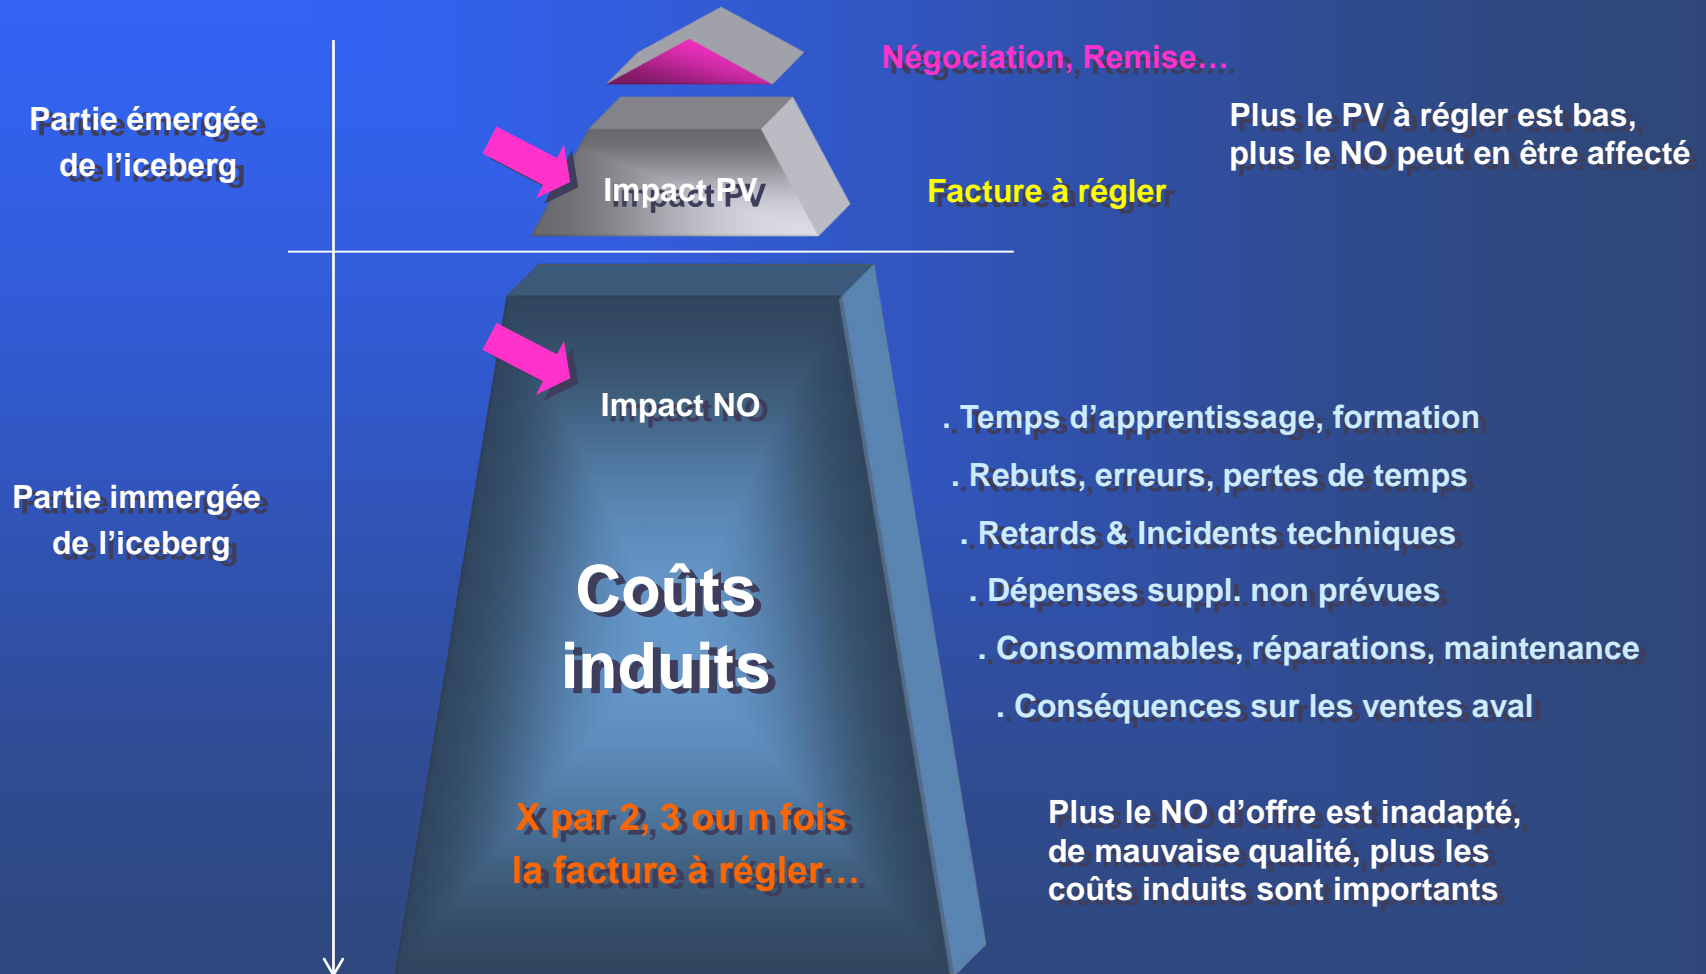 Négociation, Remise…
Partie émergée
de l’iceberg
Plus le PV à régler est bas,
plus le NO peut en être affecté
Impact PV
Facture à régler
Impact NO
. Temps d’apprentissage, formation
. Rebuts, erreurs, pertes de temps
Partie immergée
de l’iceberg
. Retards & Incidents techniques
. Dépenses suppl. non prévues
. Consommables, réparations, maintenance
. Conséquences sur les ventes aval
Coûts
induits
X par 2, 3 ou n fois
la facture à régler…
Plus le NO d’offre est inadapté,
de mauvaise qualité, plus les
coûts induits sont importants